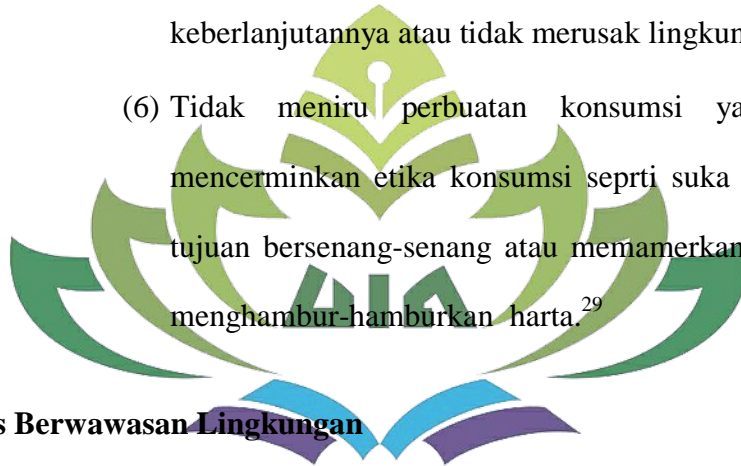 keberlanjutannya atau tidak merusak lingkun
(6) Tidak meniru perbuatan konsumsi ya
mencerminkan etika konsumsi seprti suka
tujuan bersenang-senang atau memamerkan
menghambur-hamburkan harta.29
s Berwawasan Lingkungan